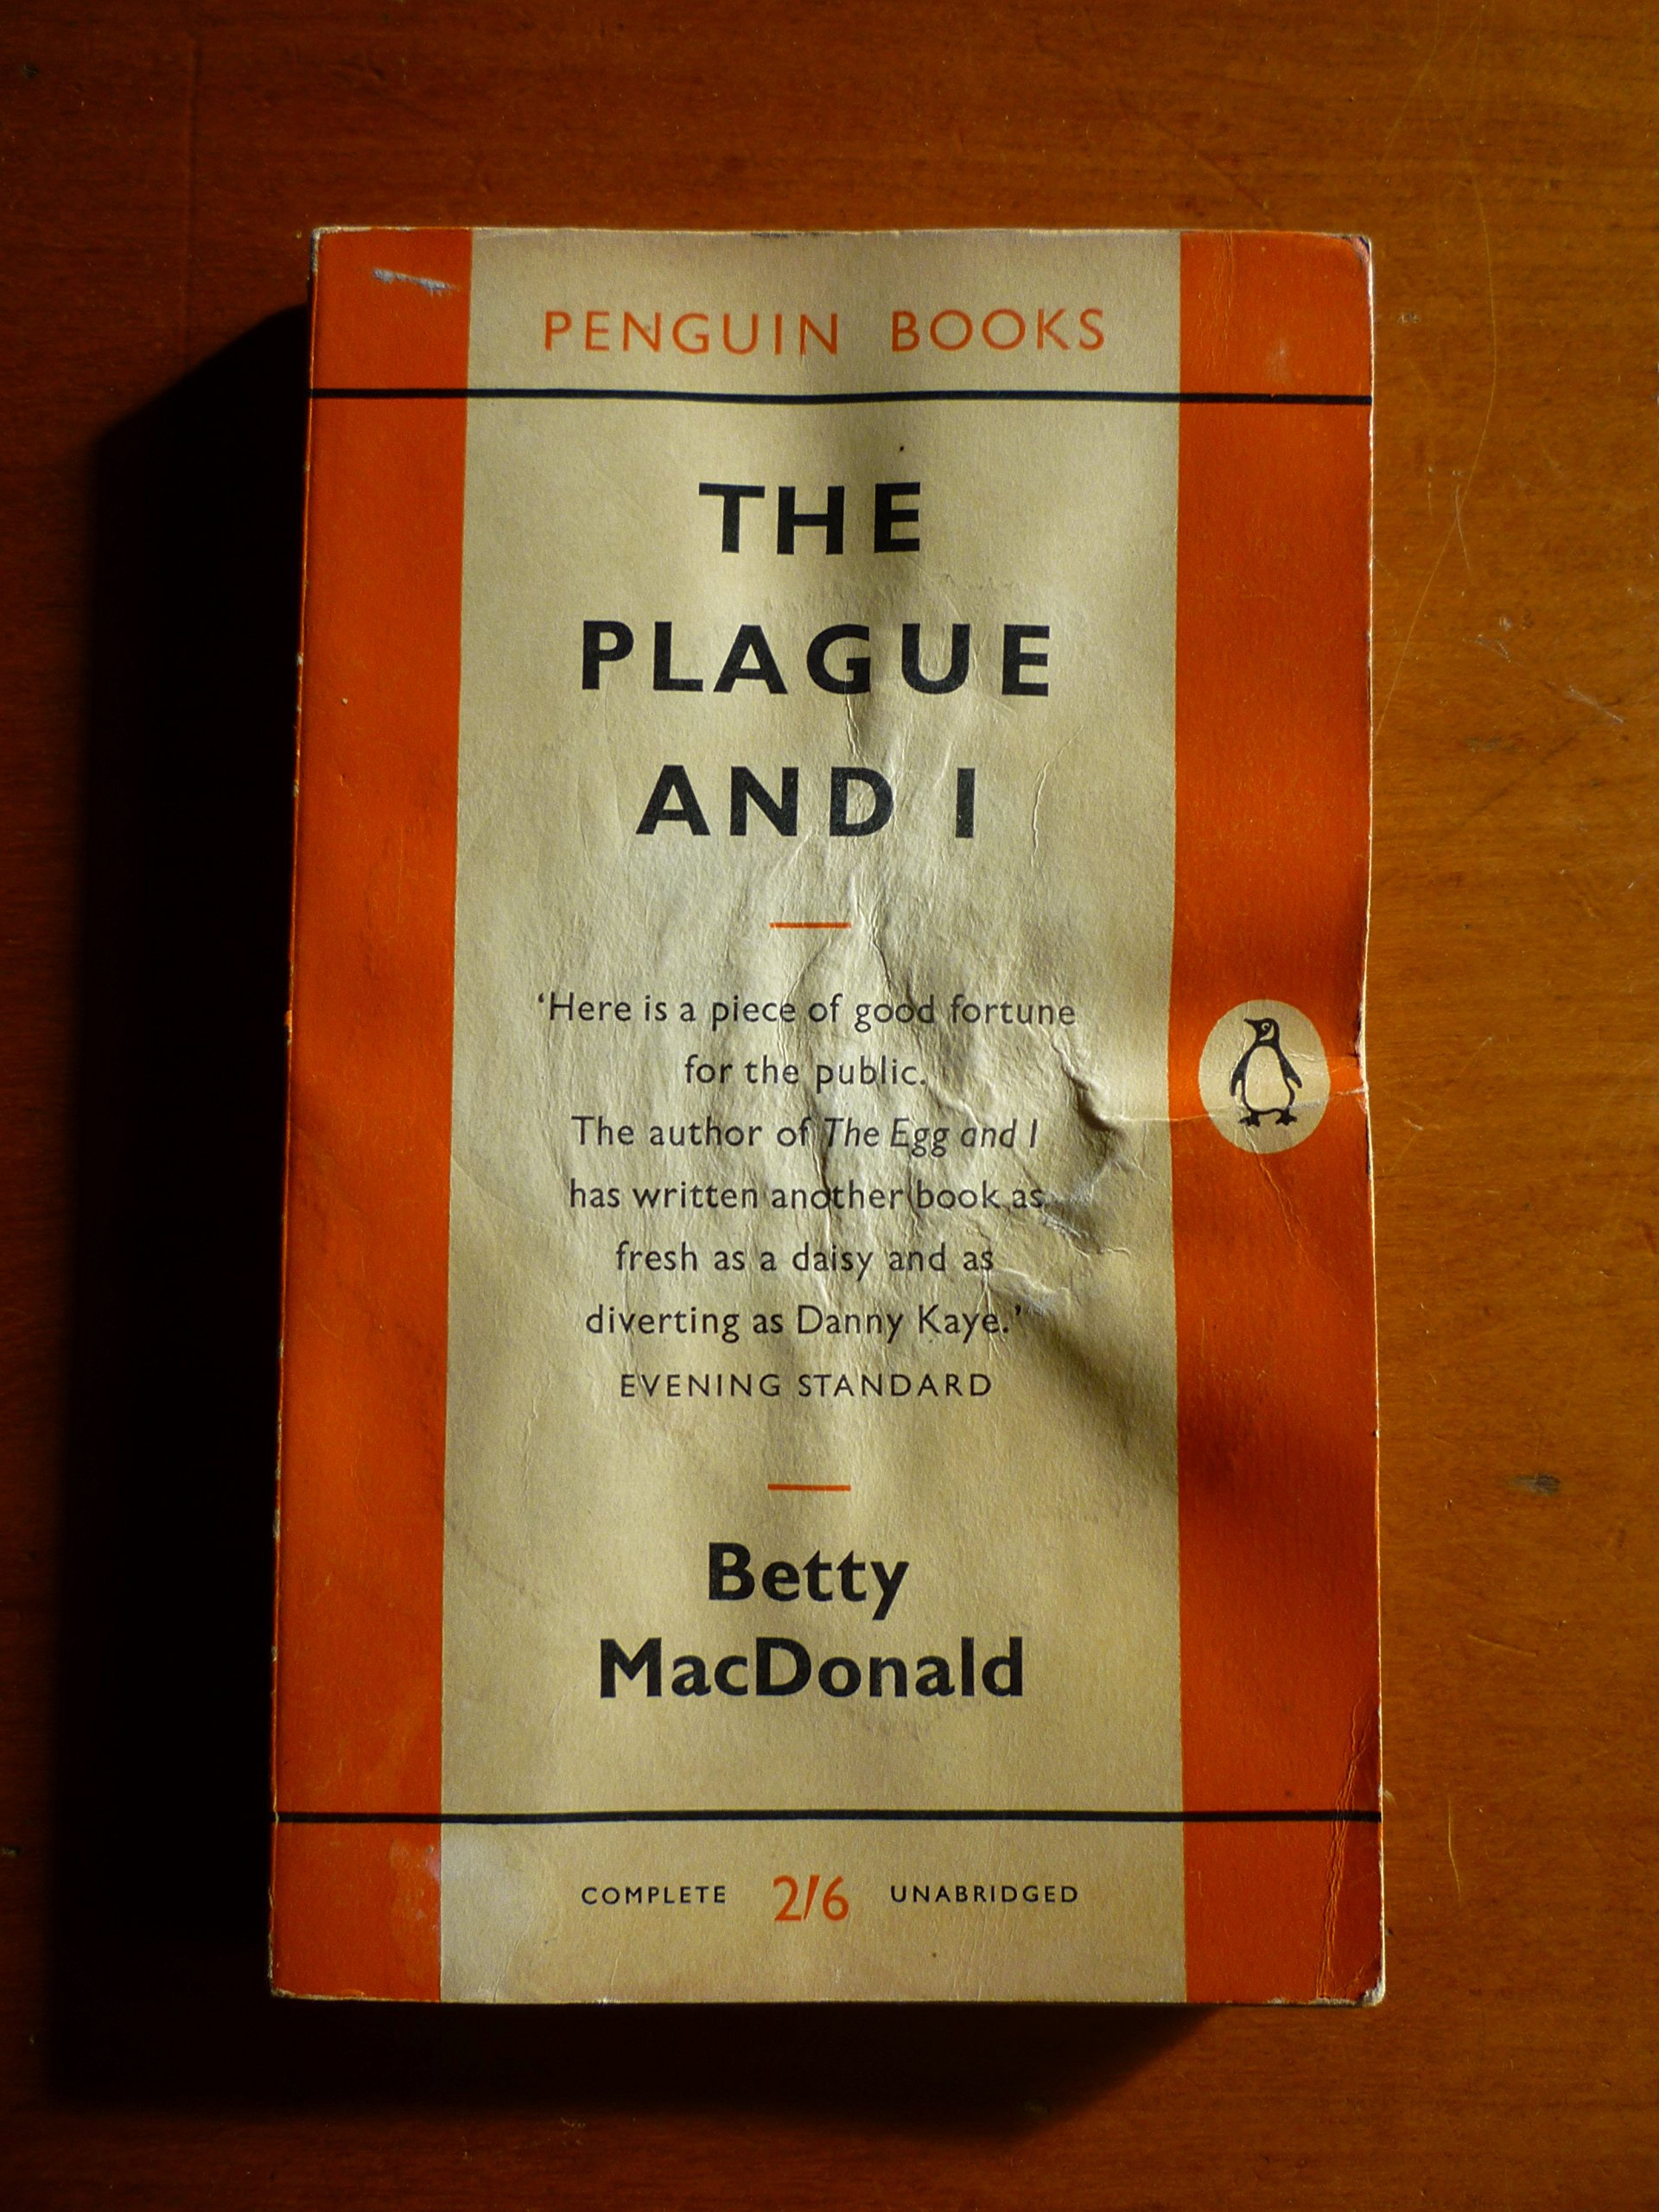 PENGUIN BOOKS
THE
PLAGUE
AND I
‘Here is a piece of good fortune
for the public.
The author of The Egg and I
has written another book as
fresh as a daisy and as
diverting as Danny Kaye.’
EVENING STANDARD
Betty
MacDonald
COMPLETE 2/6 UNABRIDGED